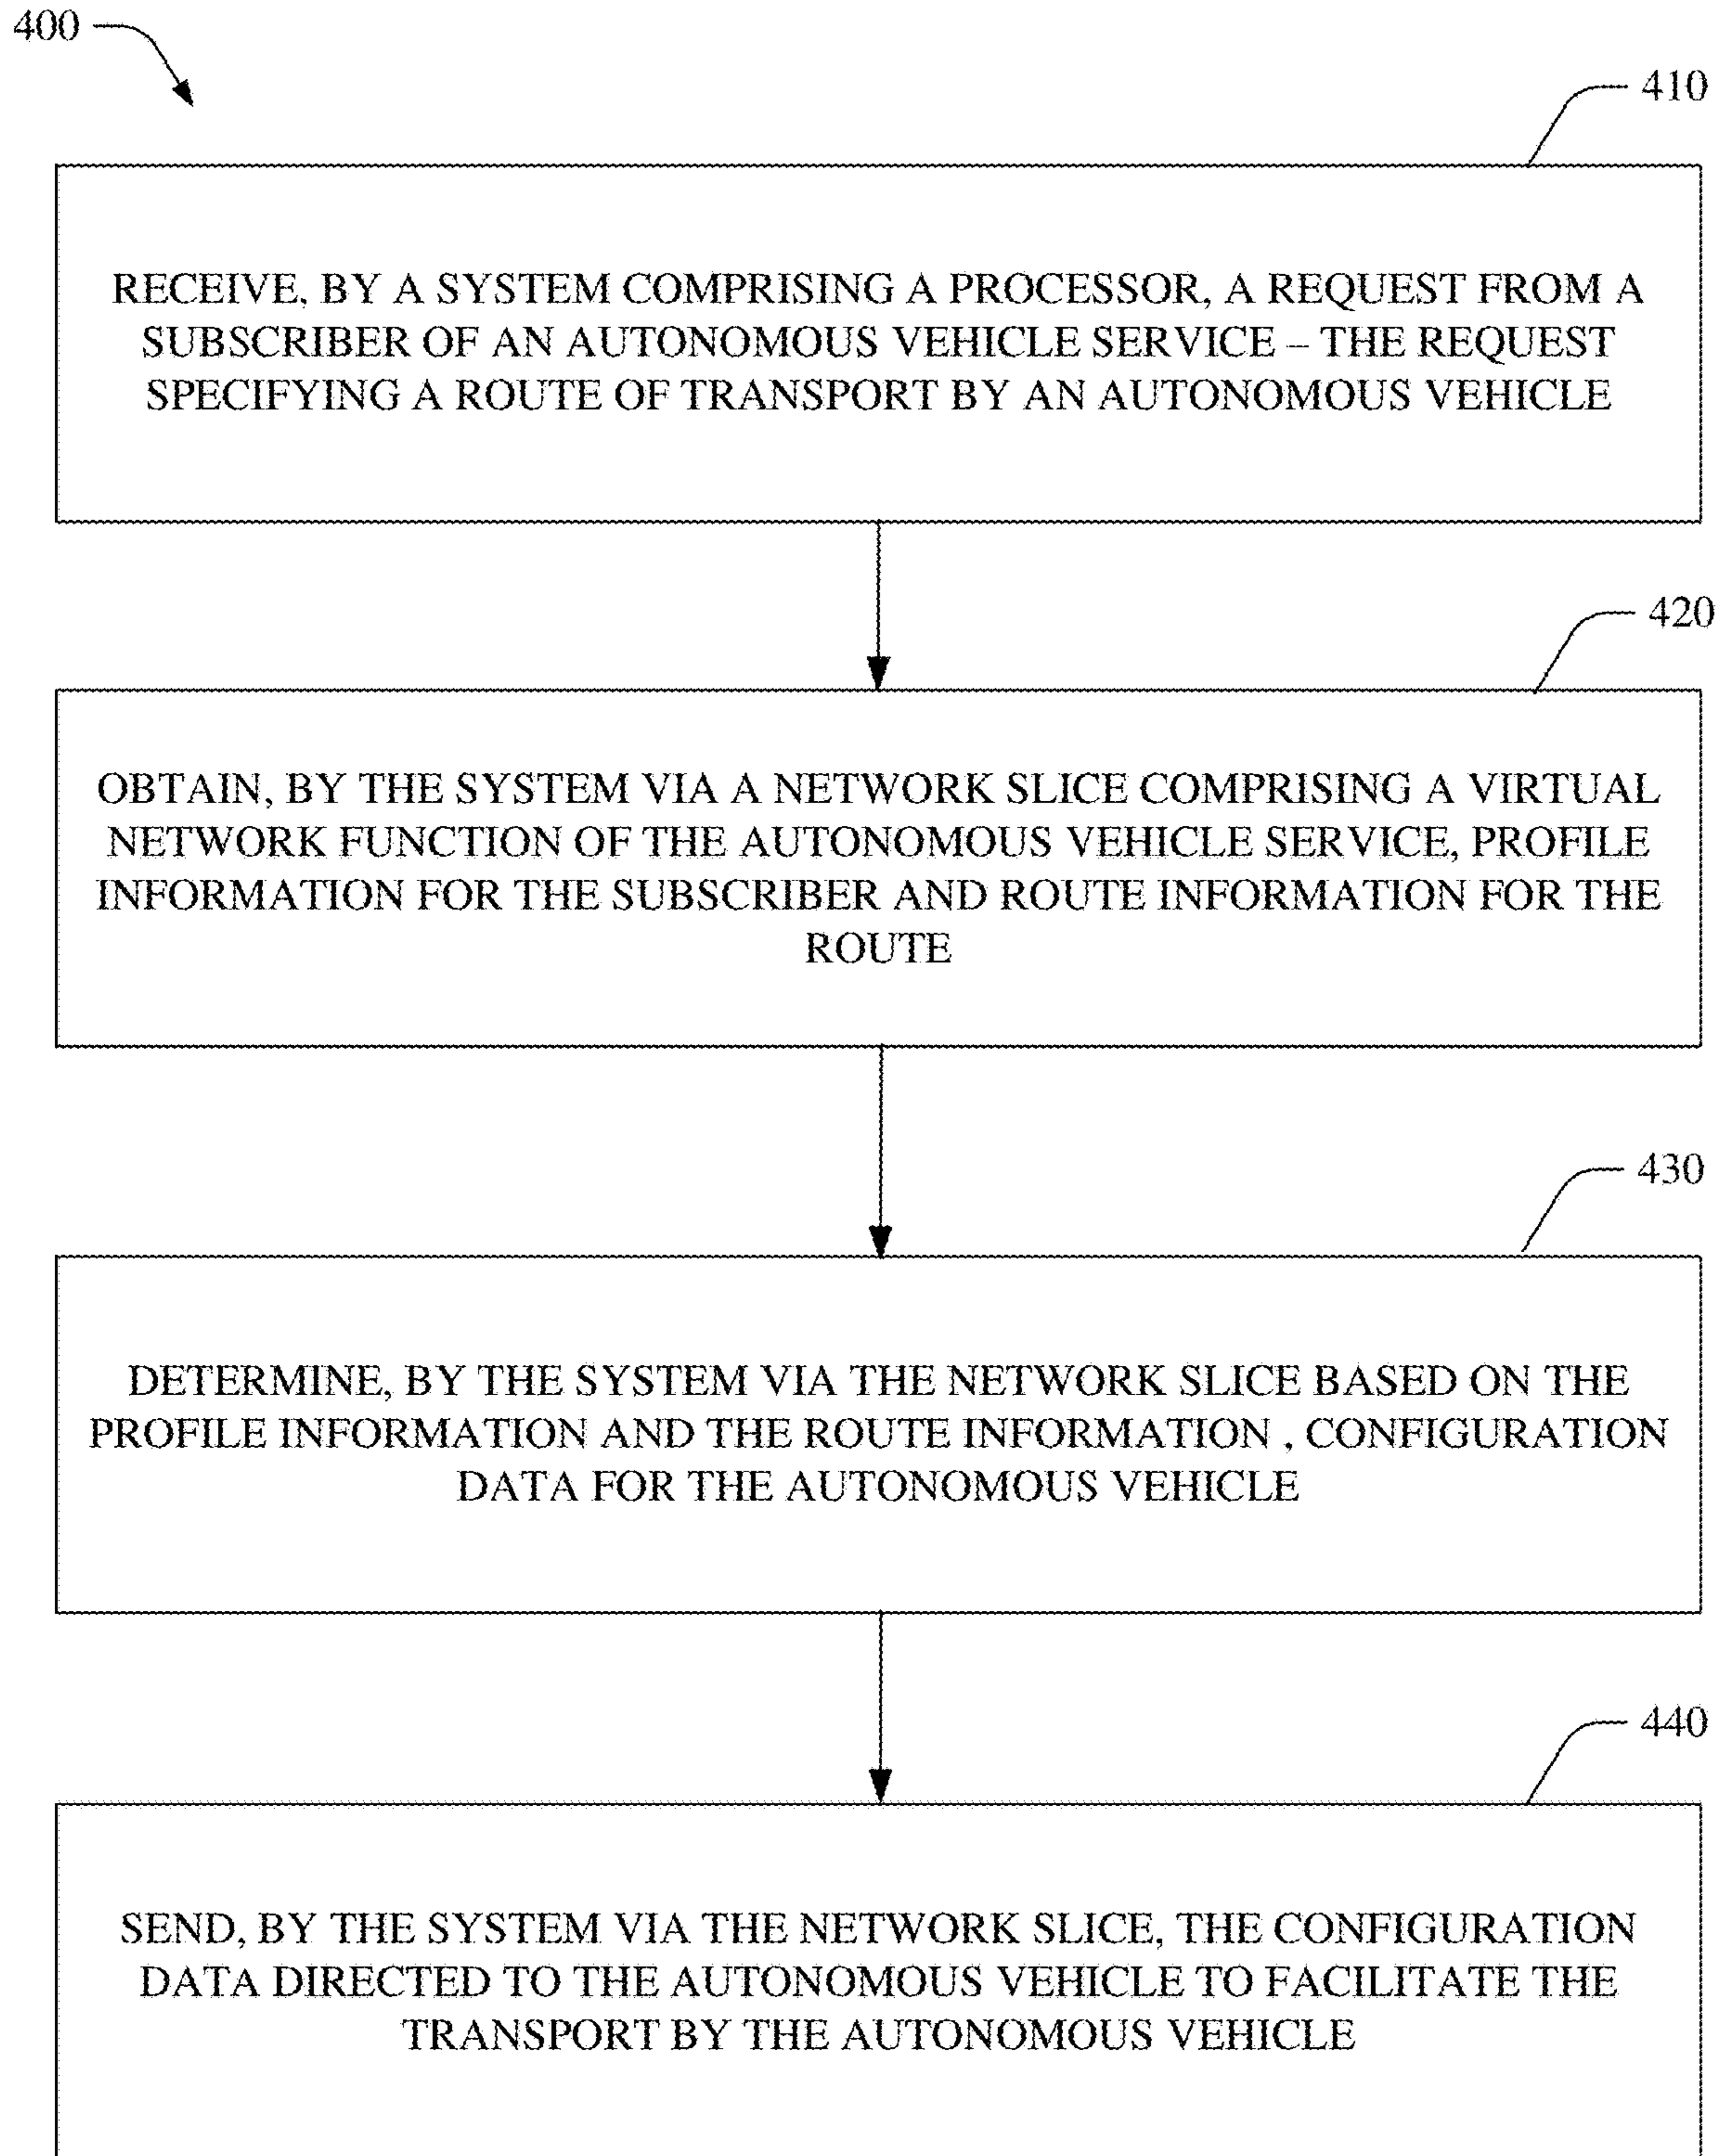 400
410
RECEIVE, BY A SYSTEM COMPRISING A PROCESSOR, A REQUEST FROM A
SUBSCRIBER OF AN AUTONOMOUS VEHICLE SERVICE – THE REQUEST
SPECIFYING A ROUTE OF TRANSPORT BY AN AUTONOMOUS VEHICLE
420
OBTAIN, BY THE SYSTEM VIA A NETWORK SLICE COMPRISING A VIRTUAL
NETWORK FUNCTION OF THE AUTONOMOUS VEHICLE SERVICE, PROFILE
INFORMATION FOR THE SUBSCRIBER AND ROUTE INFORMATION FOR THE
ROUTE
430
DETERMINE, BY THE SYSTEM VIA THE NETWORK SLICE BASED ON THE
PROFILE INFORMATION AND THE ROUTE INFORMATION , CONFIGURATION
DATA FOR THE AUTONOMOUS VEHICLE
440
SEND, BY THE SYSTEM VIA THE NETWORK SLICE, THE CONFIGURATION
DATA DIRECTED TO THE AUTONOMOUS VEHICLE TO FACILITATE THE
TRANSPORT BY THE AUTONOMOUS VEHICLE